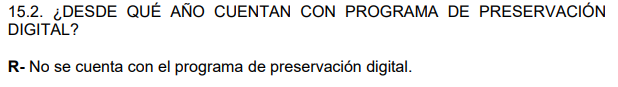 15.2. ¿DESDE QUÉ AÑO CUENTAN CON PROGRAMA DE PRESERVACIÓN
DIGITAL?
R- No se cuenta con el programa de preservación digital.